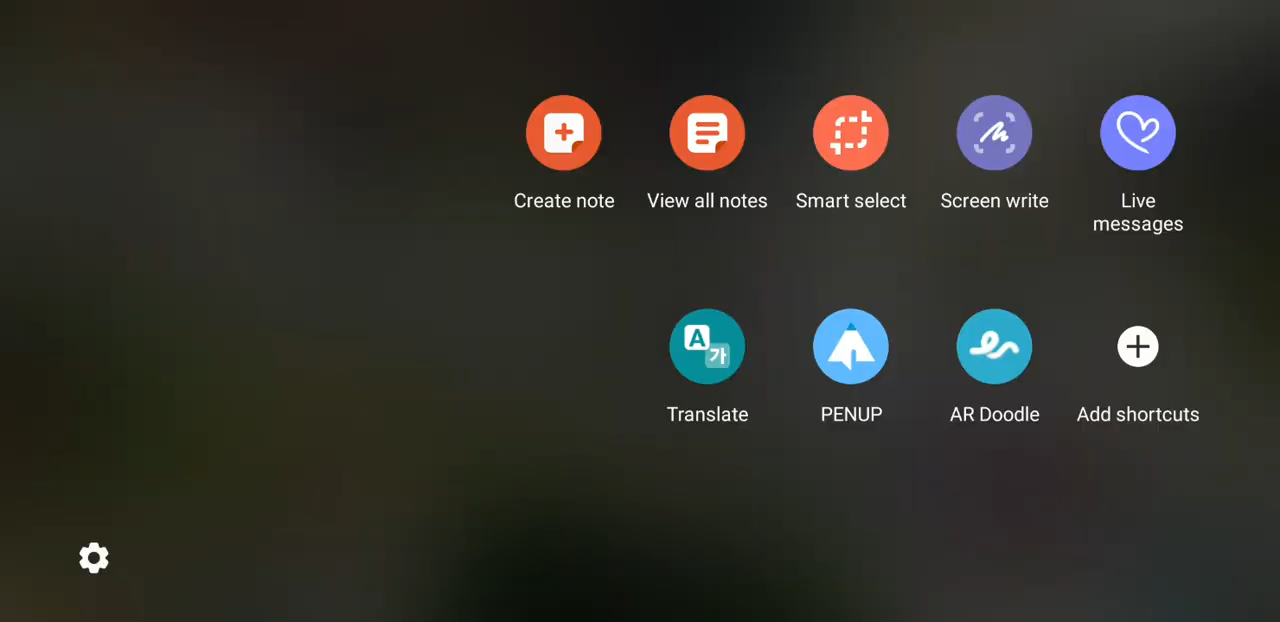 Create note
View all notes
Smart select
Screen write
Live
messages
A
가
Translate
PENUP
AR Doodle
Add shortcuts